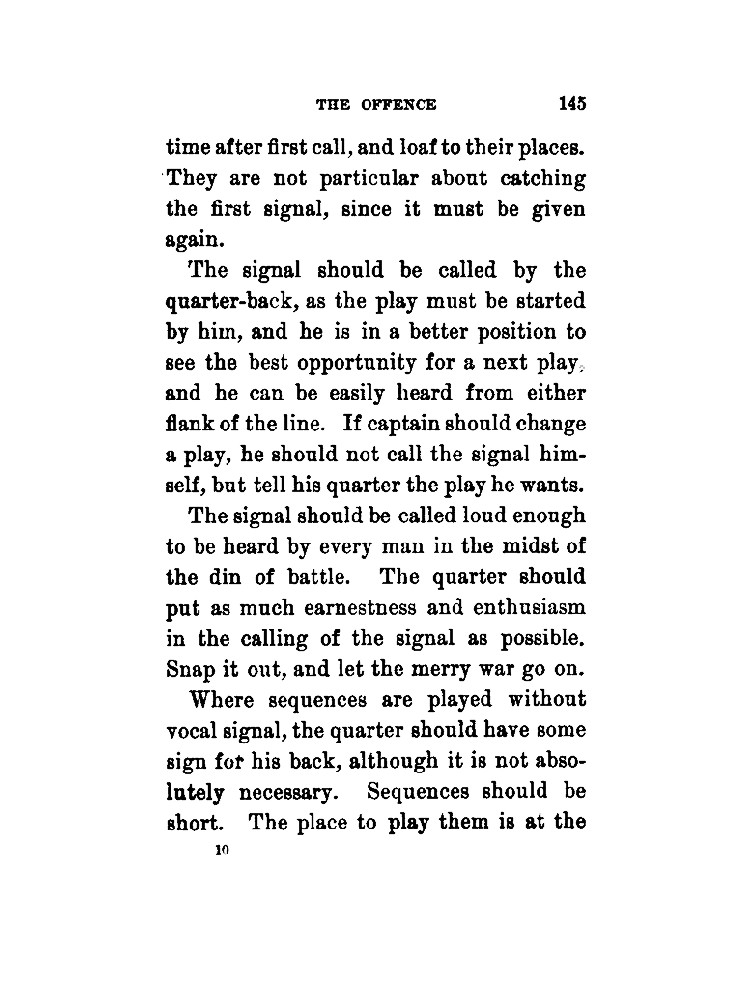 THE OFFENCE 145
time after first call, and loaf to their places.
They are not particular about catching
the first signal, since it must be given
again.
The signal should be called by the
quarter-back, as the play must be started
by him, and he is in a better position to
see the best opportunity for a next play,
and he can be easily heard from either
flank of the line. If captain should change
a play, he should not call the signal him-
self, but tell his quarter the play he wants.
The signal should be called loud enough
to be heard by every man in the midst of
the din of battle. The quarter should
put as much earnestness and enthusiasm
in the calling of the signal as possible.
Snap it out, and let the merry war go on.
Where sequences are played without
vocal signal, the quarter should have some
sign for his back, although it is not abso-
lutely necessary. Sequences should be
short. The place to play them is at the
10